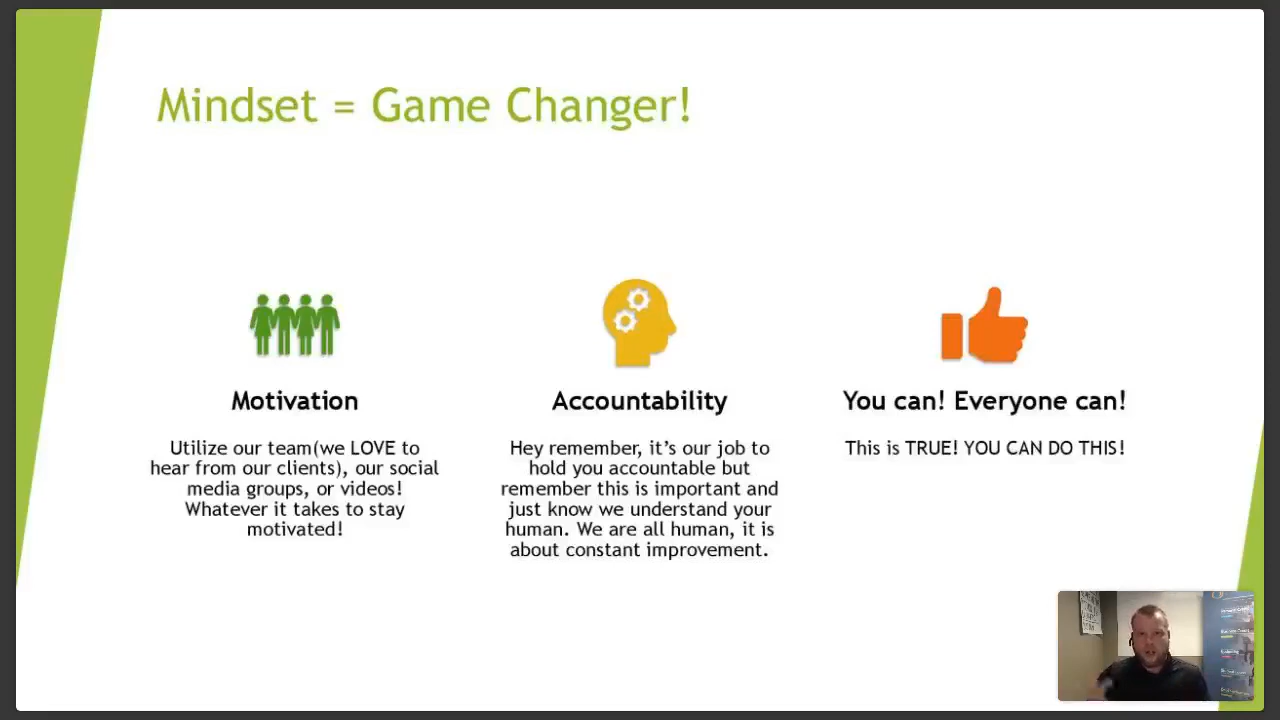 Mindset = Game Changer!
Motivation
Utilize our team(we LOVE to
hear from our clients), our social
media groups, or videos!
Whatever it takes to stay
motivated!
Accountability
Hey remember, it's our job to
hold you accountable but
remember this is important and
just know we understand your
human. We are all human, it is
about constant improvement.
You can! Everyone can!
This is TRUE! YOU CAN DO THIS!